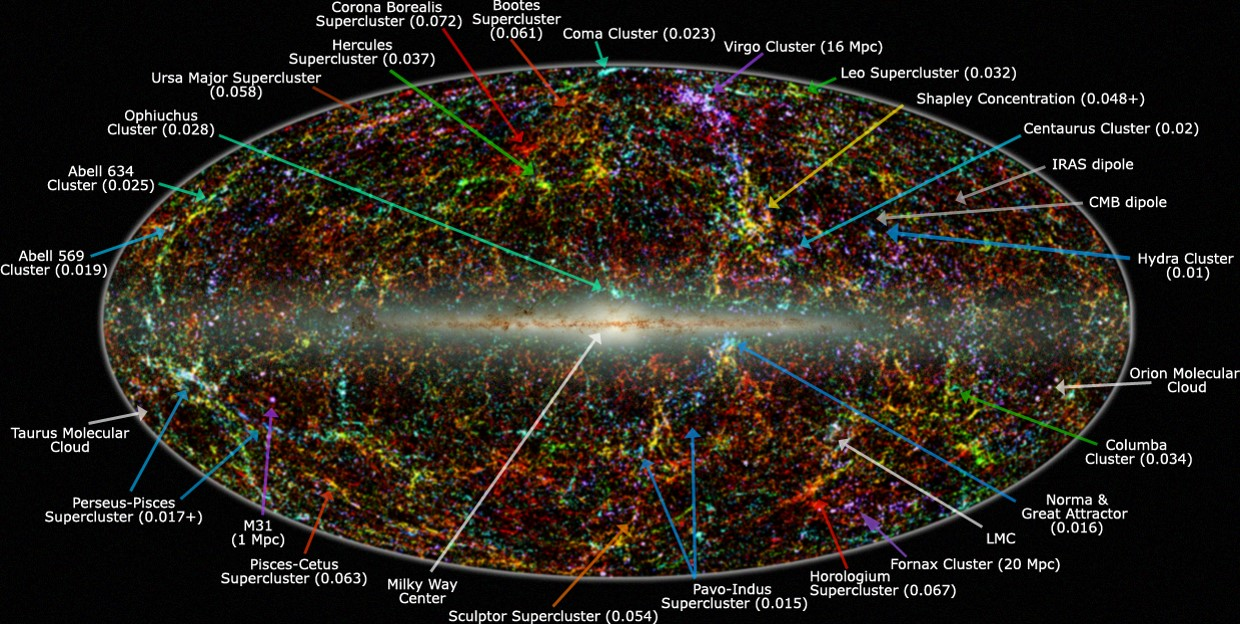 Corona Borealis
Supercluster (0.072)
Bootes
Supercluster
(0.061)
Coma Cluster (0.023)
Virgo Cluster (16 Mpc)
Hercules
Supercluster (0.037)
Leo Supercluster (0.032)
Ursa Major Supercluster
(0.058)
Shapley Concentration (0.048+)
Ophiuchus
Cluster (0.028)
Centaurus Cluster (0.02)
IRAS dipole
Abell 634
Cluster (0.025)
CMB dipole
Abell 569
Cluster (0.019)
Hydra Cluster
(0.01)
Orion Molecular
Cloud
Taurus Molecular
Cloud
Columba
Cluster (0.034)
Perseus-Pisces
Supercluster (0.017+)
Norma &
Great Attractor
(0.016)
M31
(1 Mpc)
LMC
Pisces-Cetus
Supercluster (0.063)
Fornax Cluster (20 Mpc)
Milky Way
Center
Horologium
Supercluster (0.067)
Pavo-Indus
Supercluster (0.015)
Sculptor Supercluster (0.054)